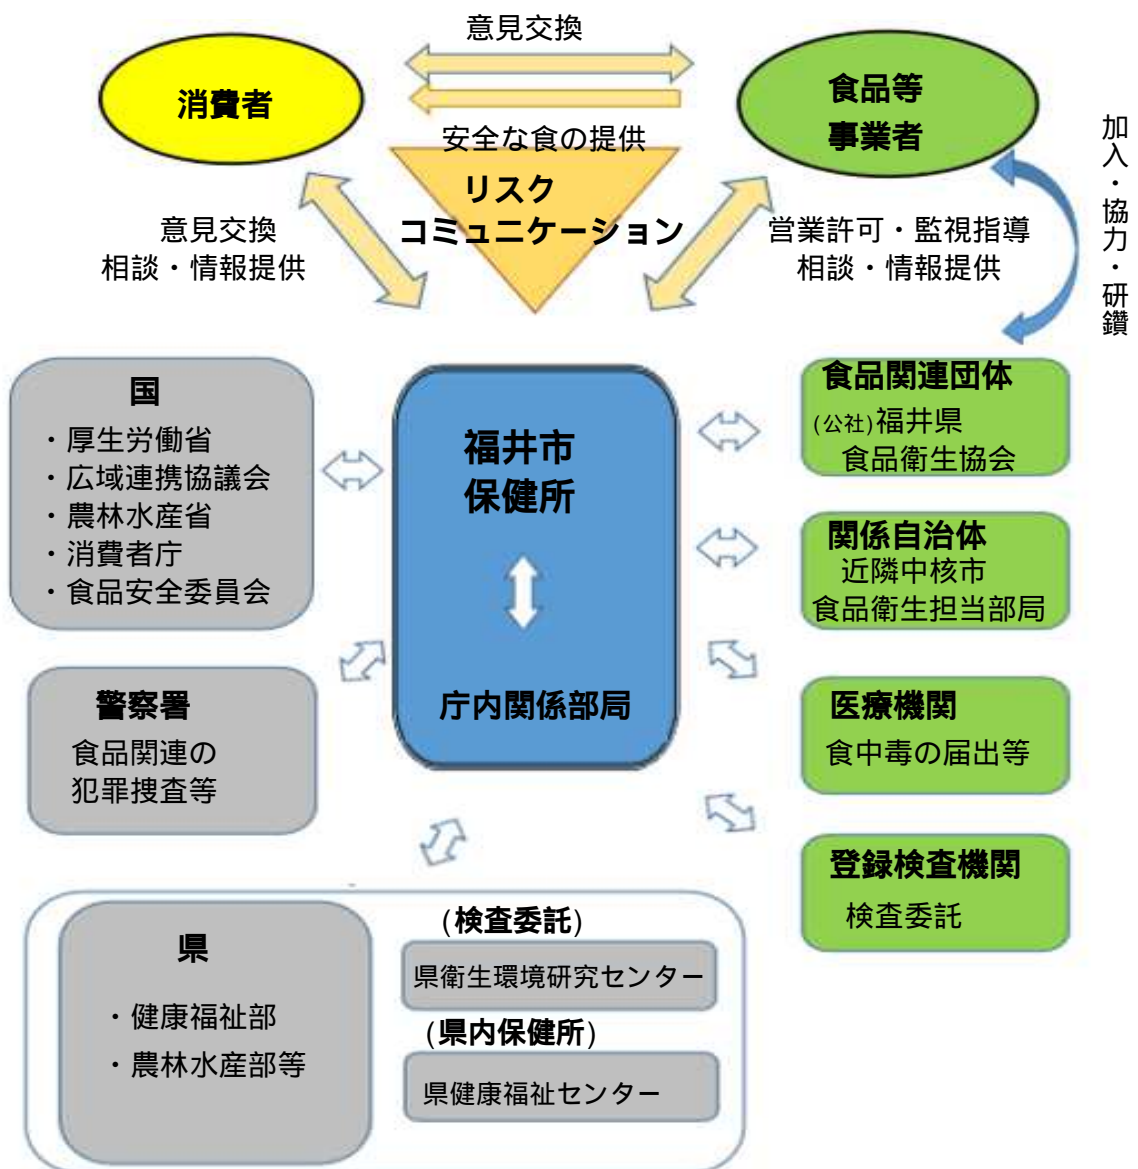 意見交換
消費者
食品等
事業者
安全な食の提供
リスク
コミュニケーション
意見交換
相談・情報提供
営業許可・監視指導
相談・情報提供
加入・協力・研鑽
国
・厚生労働省
・広域連携協議会
・農林水産省
・消費者庁
・食品安全委員会
福井市
保健所
庁内関係部局
食品関連団体
(公社)福井県
食品衛生協会
関係自治体
近隣中核市
食品衛生担当部局
警察署
食品関連の
犯罪捜査等
医療機関
食中毒の届出等
登録検査機関
検査委託
県
・健康福祉部
・農林水産部等
(検査委託)
県衛生環境研究センター
(県内保健所)
県健康福祉センター